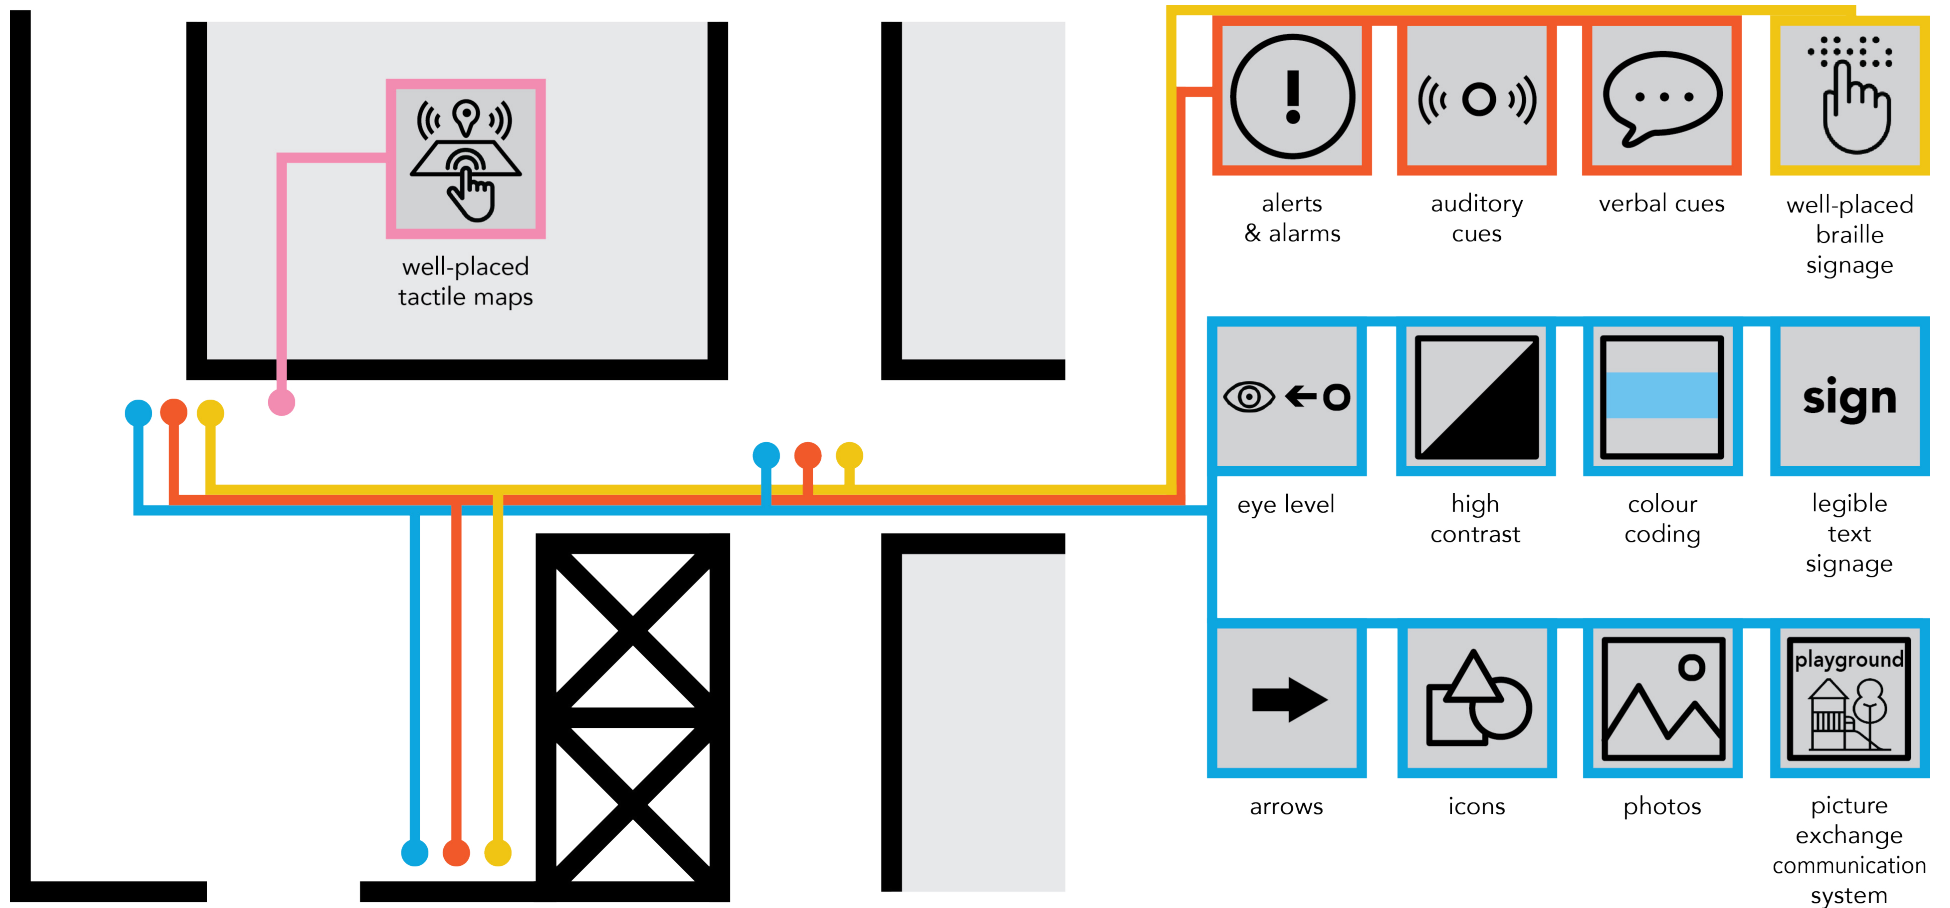 well-placed
tactile maps
alerts
& alarms
auditory
cues
verbal cues
well-placed
braille
signage
sign
eye level
high
contrast
colour
coding
legible
text
signage
playground
arrows
icons
photos
picture
exchange
communication
system